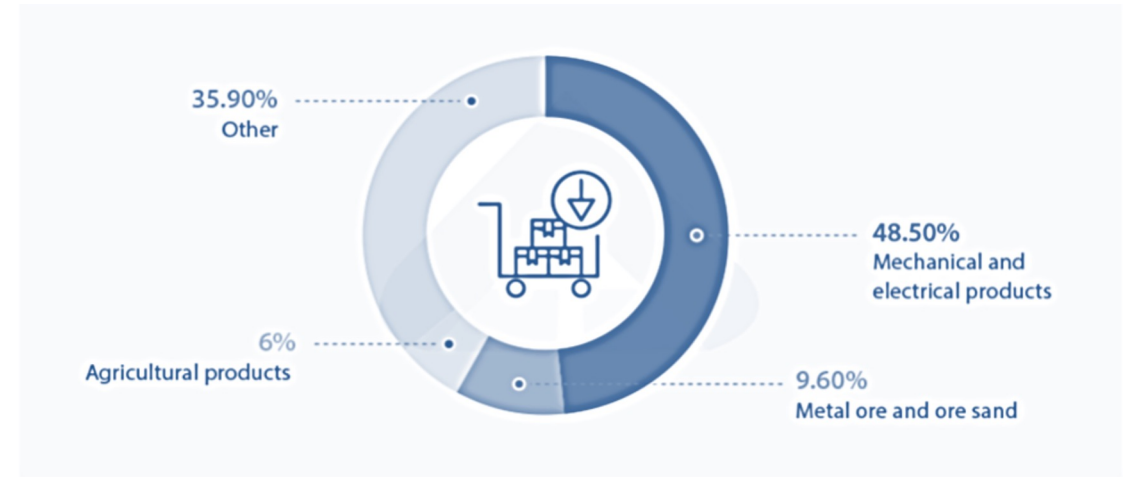 35.90%
Other
48.50%
Mechanical and
electrical products
6%
Agricultural products
9.60%
Metal ore and ore sand